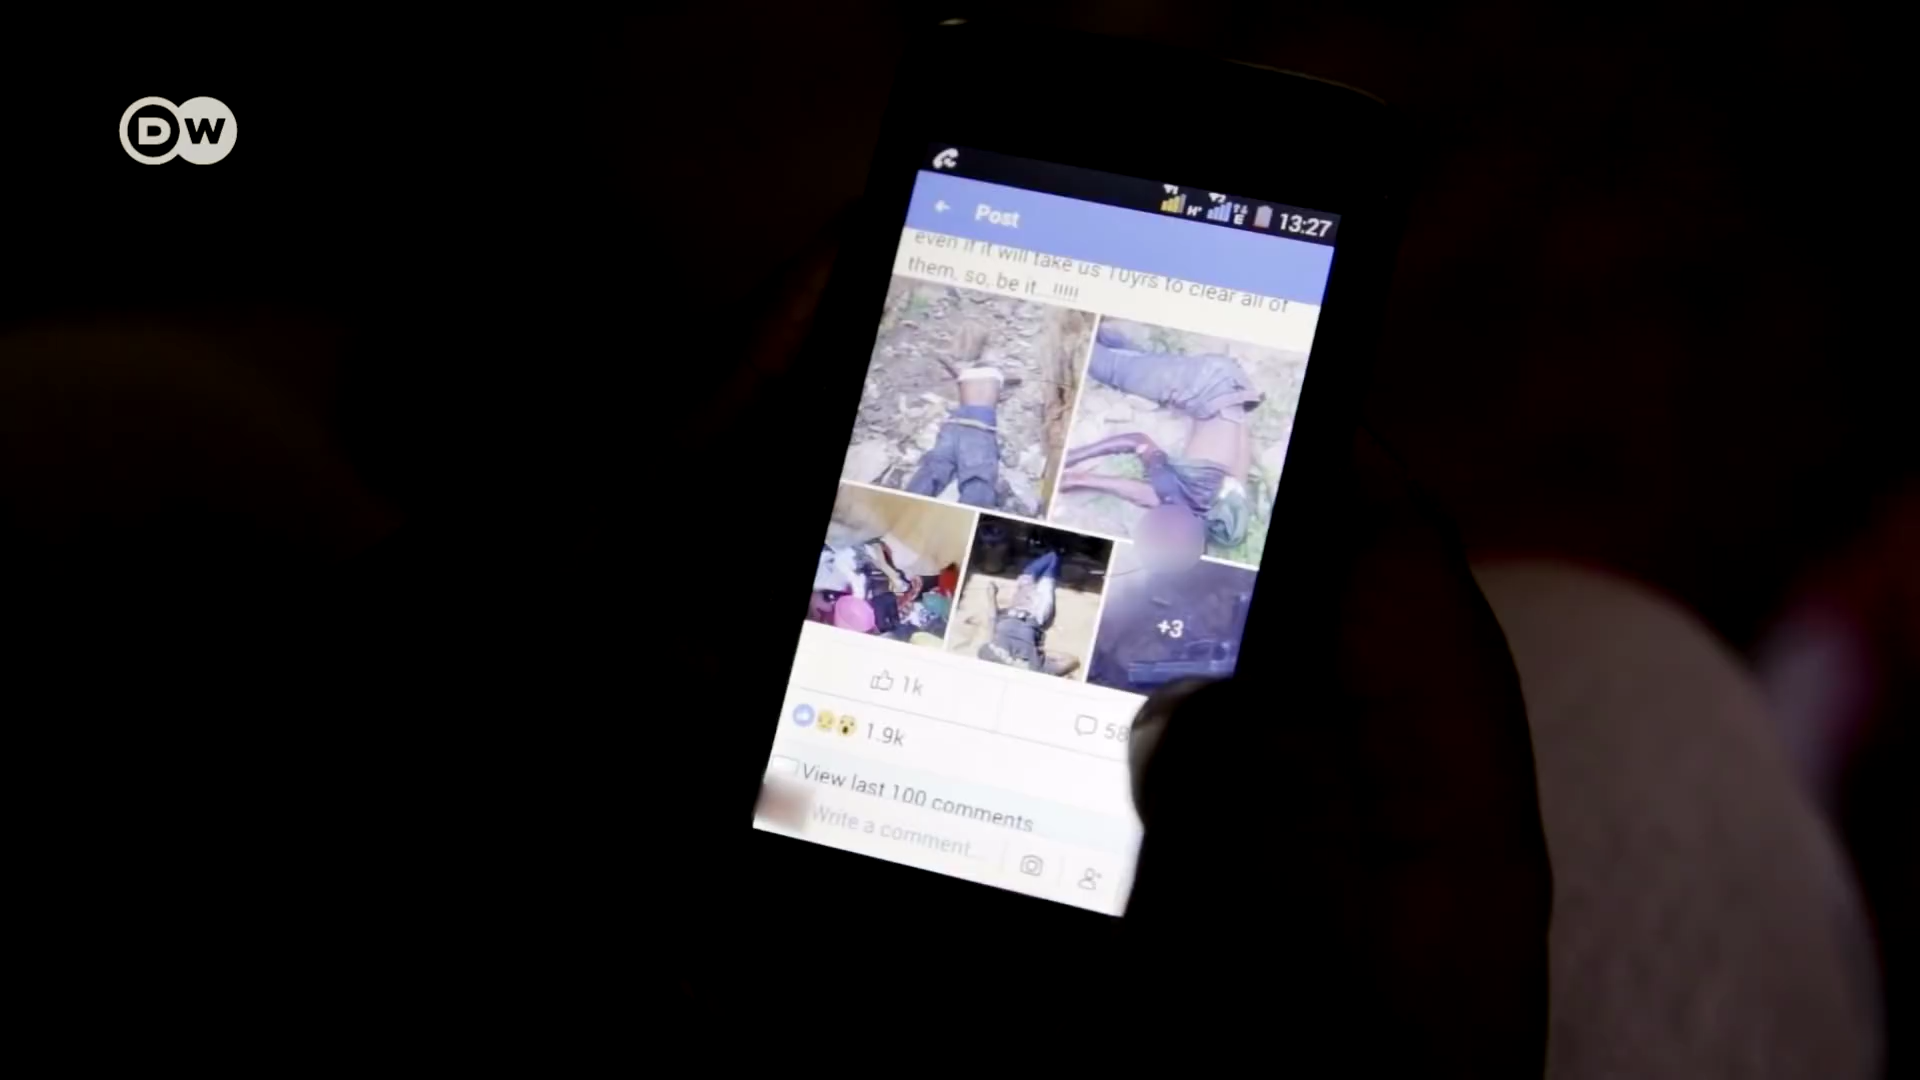 DW
H+
E
13:27
Post
even if it will take us 10yrs to clear all of
them, so, be it...!!!!!
+3
1k
58
1.9k
View last 100 comments
Write a comment...